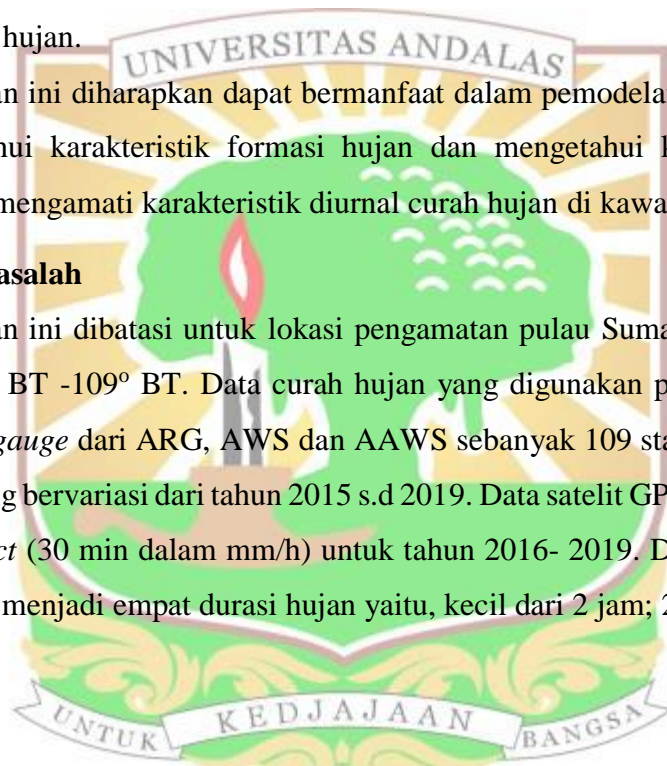 hujan.
UNIVERSITAS ANDALAS
an ini diharapkan dapat bermanfaat dalam pemodela
hui karakteristik formasi hujan dan mengetahui
mengamati karakteristik diurnal curah hujan di kawa
asalah
an ini dibatasi untuk lokasi pengamatan pulau Suma
BT -109º BT. Data curah hujan yang digunakan p
gauge dari ARG, AWS dan AAWS sebanyak 109 sta
g bervariasi dari tahun 2015 s.d 2019. Data satelit GP
ct (30 min dalam mm/h) untuk tahun 2016- 2019. D
menjadi empat durasi hujan yaitu, kecil dari 2 jam; 2
UNTUK KEDJAJAAN BANGSA